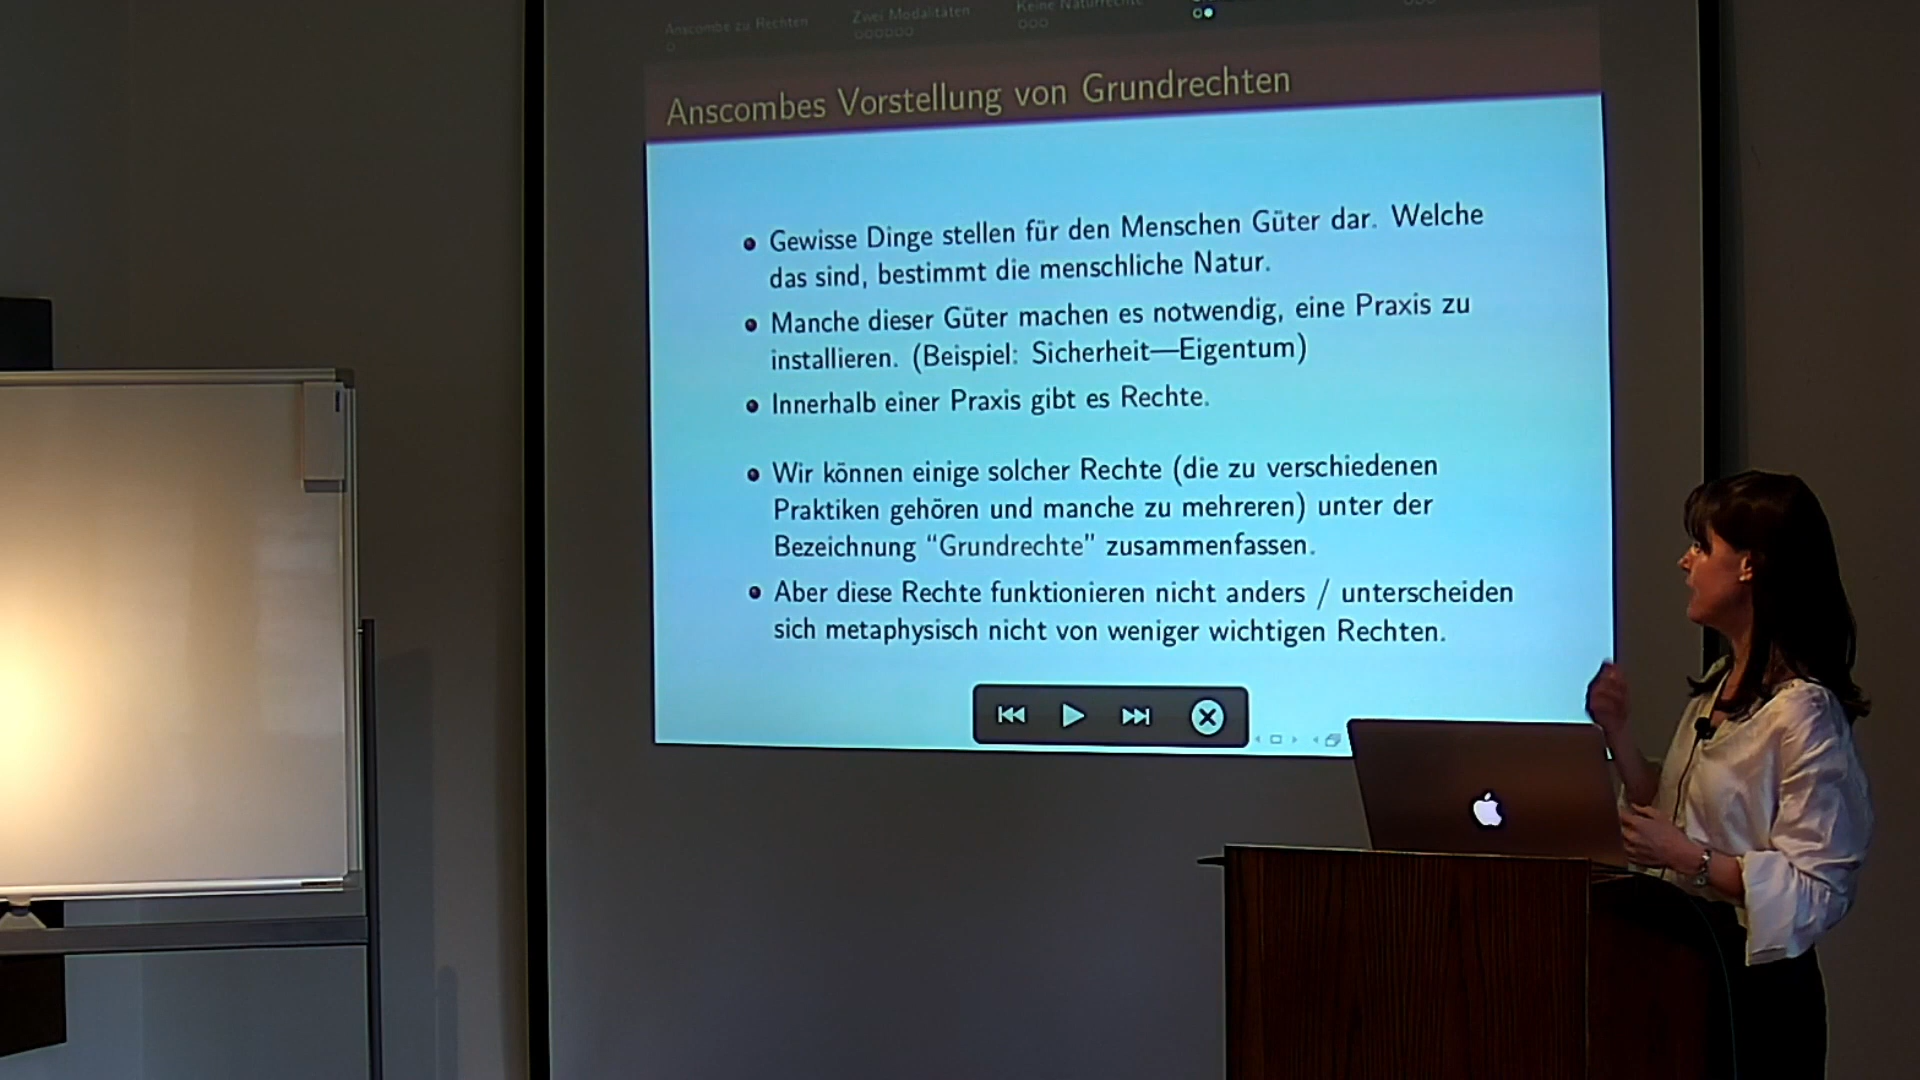 Anscombe zu Rechten
Zwei Modalitäten
Keine Naturrechte
Anscombes Vorstellung von Grundrechten
Gewisse Dinge stellen für den Menschen Güter dar. Welche
das sind, bestimmt die menschliche Natur.
Manche dieser Güter machen es notwendig, eine Praxis zu
installieren. (Beispiel: Sicherheit—Eigentum)
Innerhalb einer Praxis gibt es Rechte.
Wir können einige solcher Rechte (die zu verschiedenen
Praktiken gehören und manche zu mehreren) unter der
Bezeichnung “Grundrechte” zusammenfassen.
Aber diese Rechte funktionieren nicht anders / unterscheiden
sich metaphysisch nicht von weniger wichtigen Rechten.